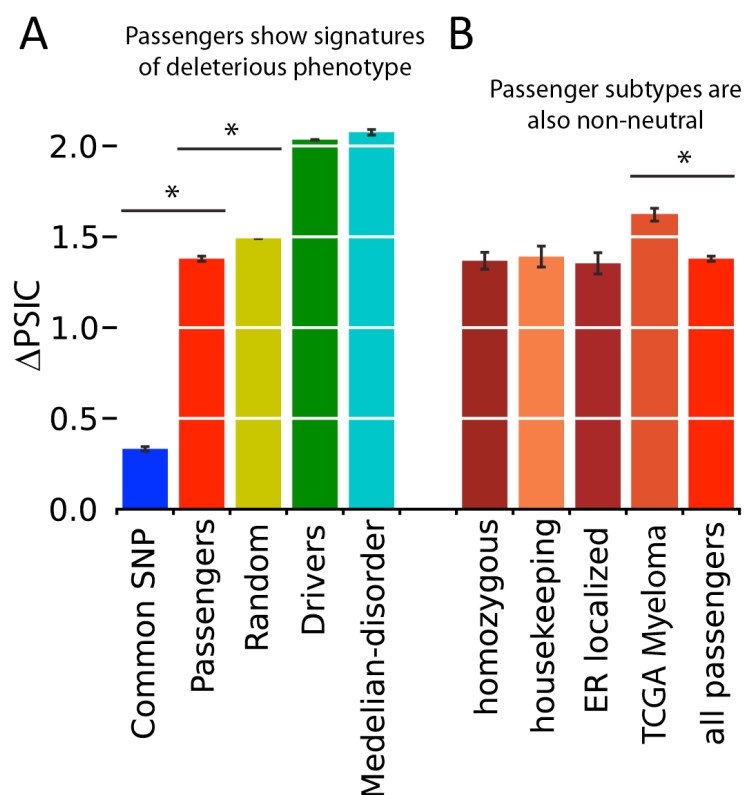 A
Passengers show signatures
of deleterious phenotype
B
Passenger subtypes are
also non-neutral
*
*
*
ΔPSIC
2.0
1.5
1.0
0.5
0.0
Common SNP
Passengers
Random
Drivers
Medelian-disorder
homozygous
housekeeping
ER localized
TCGA Myeloma
all passengers